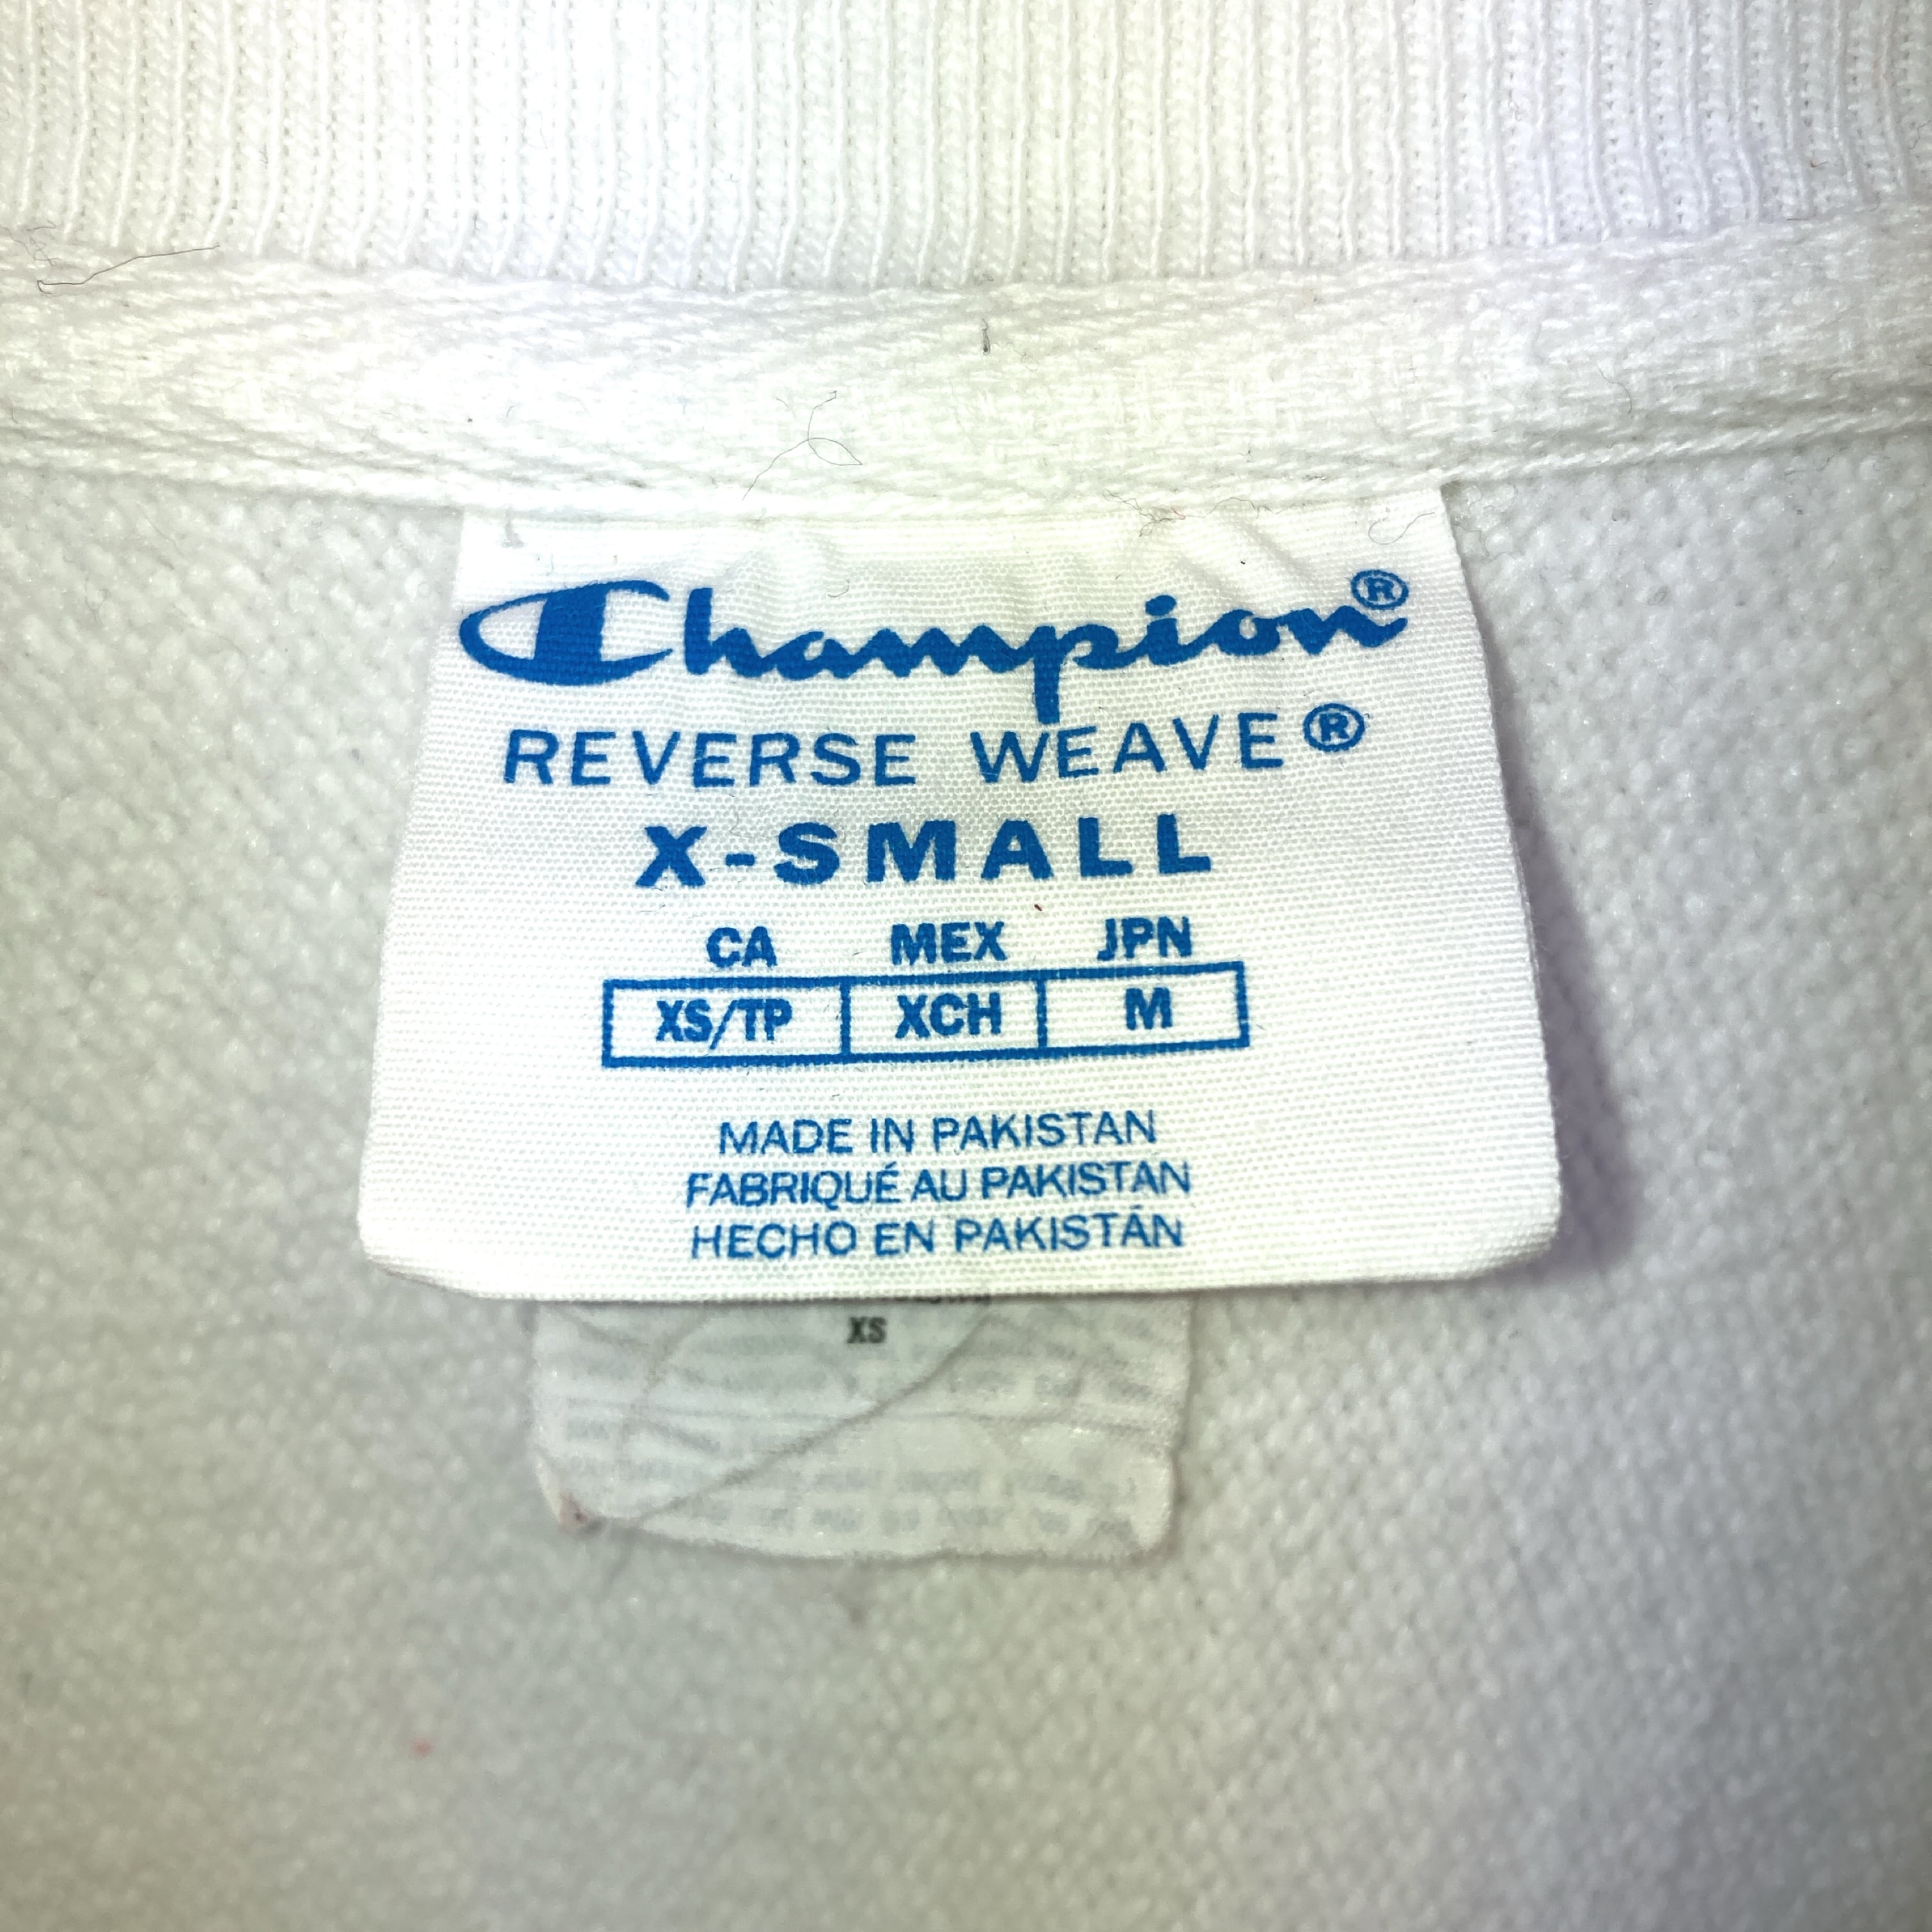 Champion®
REVERSE WEAVE®
X-SMALL
CA MEX JPN
XS/TP XCH M
MADE IN PAKISTAN
FABRIQUÉ AU PAKISTAN
HECHO EN PAKISTÁN
XS